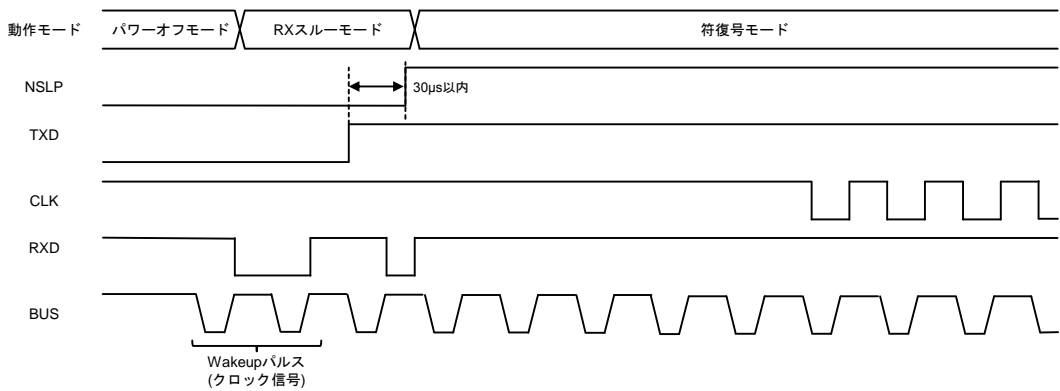 動作モード
パワーオフモード
RXスルーモード
符復号モード
NSLP
30μs以内
TXD
CLK
RXD
BUS
Wakeupパルス
(クロック信号)